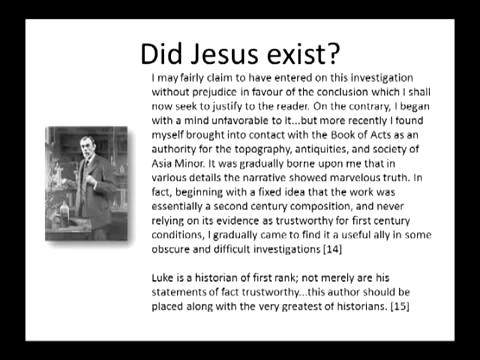 Did Jesus exist?
I may fairly claim to have entered on this investigation
without prejudice in favour of the conclusion which I shall
now seek to justify to the reader. On the contrary, I began
with a mind unfavorable to it...but more recently I found
myself brought into contact with the Book of Acts as an
authority for the topography, antiquities, and society of
Asia Minor. It was gradually borne upon me that in
various details the narrative showed marvelous truth. In
fact, beginning with a fixed idea that the work was
essentially a second century composition, and never
relying on its evidence as trustworthy for first century
conditions, I gradually came to find it a useful ally in some
obscure and difficult investigations [14]
Luke is a historian of first rank; not merely are his
statements of fact trustworthy...this author should be
placed along with the very greatest of historians. [15]